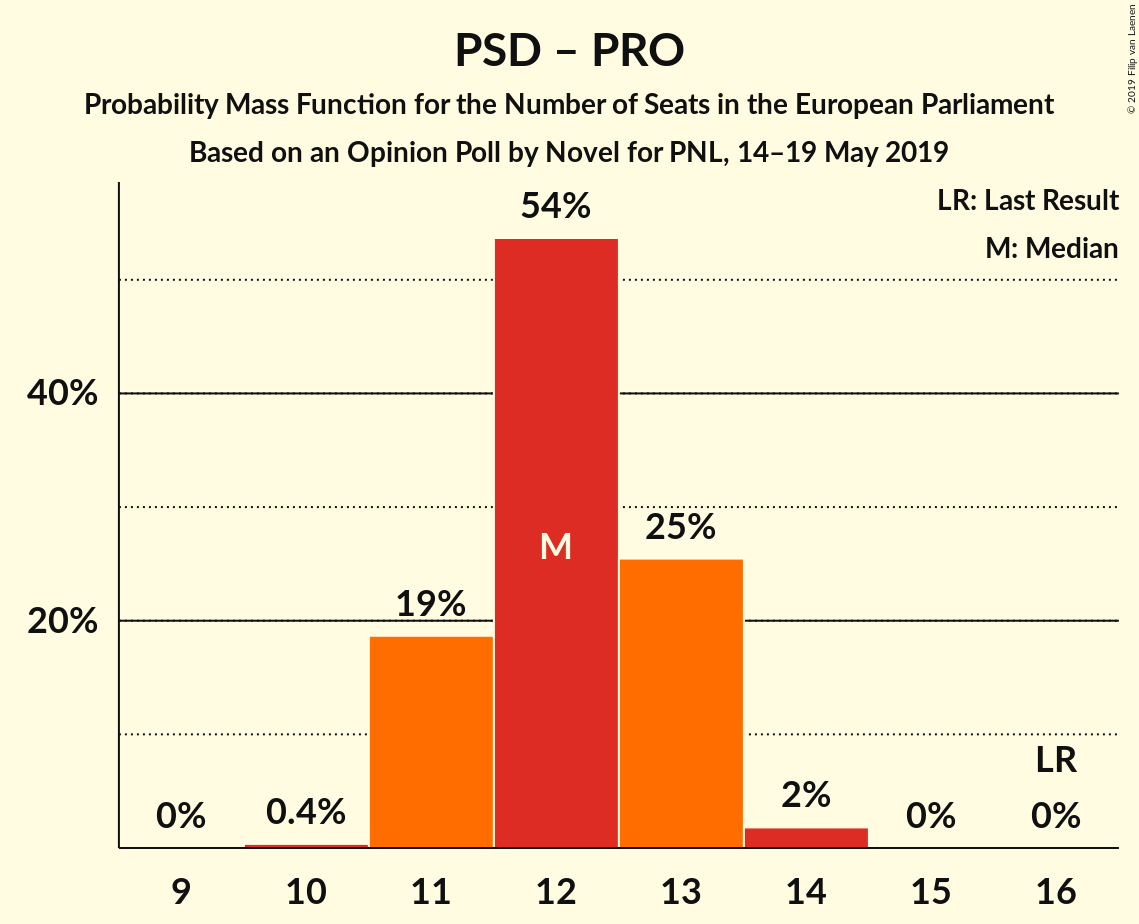 PSD – PRO
Probability Mass Function for the Number of Seats in the European Parliament
Based on an Opinion Poll by Novel for PNL, 14–19 May 2019
© 2019 Filip van Laenen
LR: Last Result
M: Median
54%
40%
25%
M
19%
20%
LR
2%
0.4%
0%
0%
0%
9
10
11
12
13
14
15
16